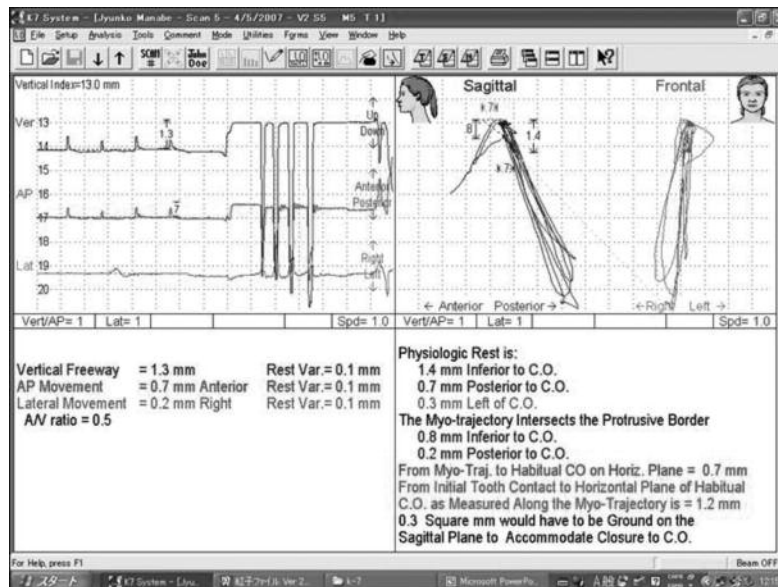 K7 System - [Jyunko Manabe - Scan 5 - 4/5/2007 - V2 S5 M5 T 1]
File Setup Analysis Tools Comment Mode Utilities Forms View Window Help
SCAN #
John Doe
Vertical Index=13.0 mm
Ver 13
14
15
AP 16
17
18
Lat 19
20
1.3
.7
Up
Down
Anterior
Posterior
Right
Left
Vert/AP= 1 Lat= 1 Spd= 1.0
Sagittal Frontal
.7
.8
1.4
.7
← Anterior Posterior → ←Right Left →
Vert/AP= 1 Lat= 1 Spd= 1.0
Vertical Freeway = 1.3 mm Rest Var.= 0.1 mm
AP Movement = 0.7 mm Anterior Rest Var.= 0.1 mm
Lateral Movement = 0.2 mm Right Rest Var.= 0.1 mm
A/V ratio = 0.5
Physiologic Rest is:
1.4 mm Inferior to C.O.
0.7 mm Posterior to C.O.
0.3 mm Left of C.O.
The Myo-trajectory Intersects the Protrusive Border
0.8 mm Inferior to C.O.
0.2 mm Posterior to C.O.
From Myo-Traj. to Habitual CO on Horiz. Plane = 0.7 mm
From Initial Tooth Contact to Horizontal Plane of Habitual
C.O. as Measured Along the Myo-Trajectory is = 1.2 mm
0.3 Square mm would have to be Ground on the
Sagittal Plane to Accommodate Closure to C.O.
For Help, press F1
Beam OFF
スタート K7 System - [Jyu... Ver 2... k-7 Microsoft PowerPo...